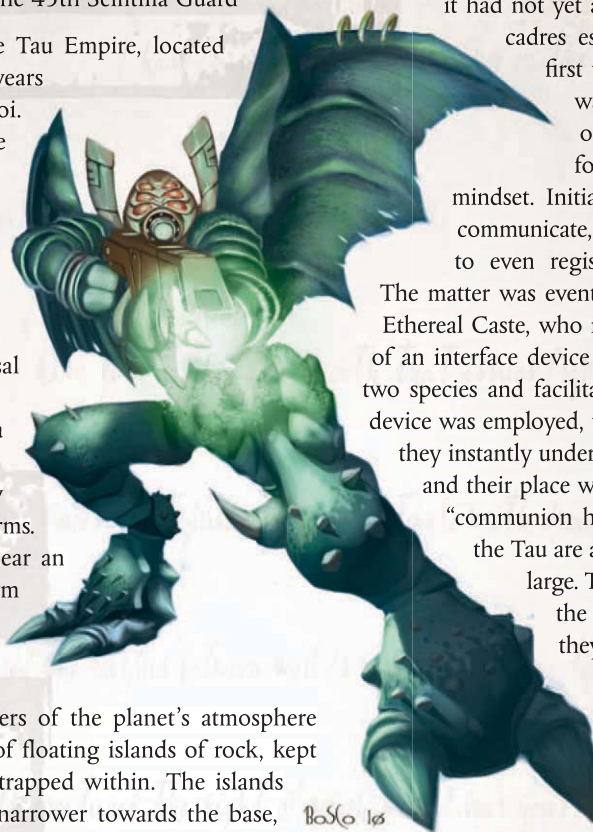 he 49th Scintilla Guard
e Tau Empire, located
years
oi.
e
sal
a
y
rms.
ear an
rm
ers of the planet's atmosphere
of floating islands of rock, kept
trapped within. The islands
narrower towards the base,
it had not yet a
cadres es
first
wa
o
fo
mindset. Initia
communicate,
to even regis
The matter was event
Ethereal Caste, who
of an interface device
two species and facilita
device was employed,
they instantly under
and their place w
“communion h
the Tau are a
large. T
the
they
BoSCo 10